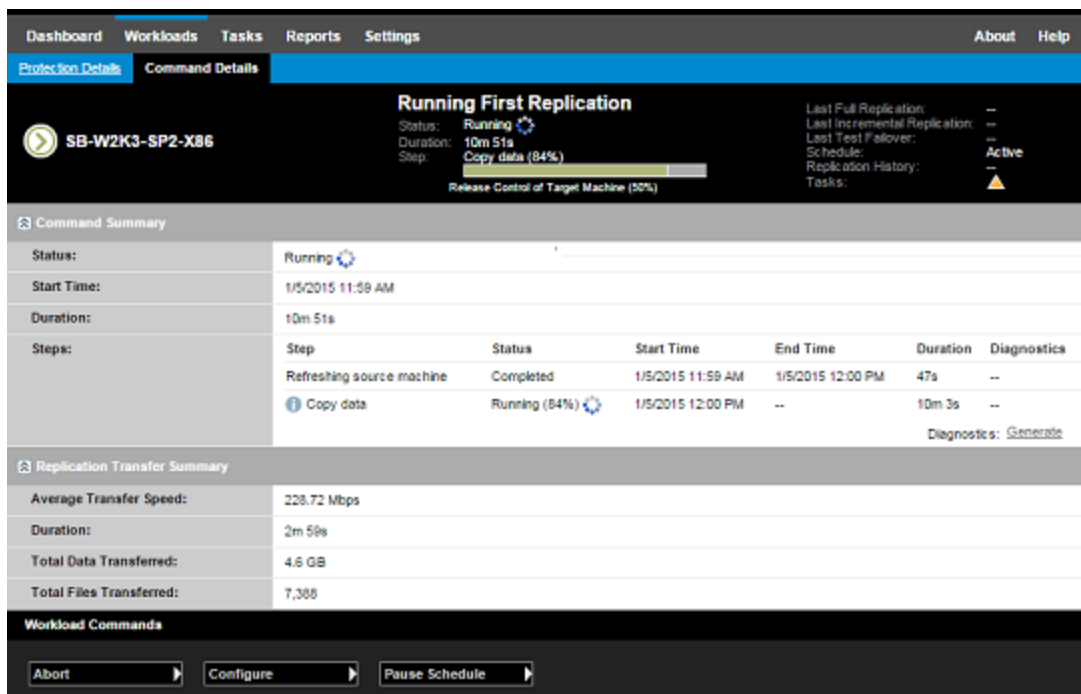 Dashboard Workloads Tasks Reports Settings About Help
Protection Details Command Details
SB-W2K3-SP2-X86
Running First Replication
Status: Running
Duration: 10m 51s
Step: Copy data (84%)
Release Control of Target Machine (50%)
Last Full Replication: --
Last Incremental Replication: --
Last Test Failover: --
Schedule: Active
Replication History: --
Tasks:
Command Summary
Status: Running
Start Time: 1/5/2015 11:59 AM
Duration: 10m 51s
Steps: Step Status Start Time End Time Duration Diagnostics
Refreshing source machine Completed 1/5/2015 11:59 AM 1/5/2015 12:00 PM 47s --
Copy data Running (84%) 1/5/2015 12:00 PM -- 10m 3s --
Diagnostics: Generate
Replication Transfer Summary
Average Transfer Speed: 228.72 Mbps
Duration: 2m 59s
Total Data Transferred: 4.6 GB
Total Files Transferred: 7,388
Workload Commands
Abort Configure Pause Schedule